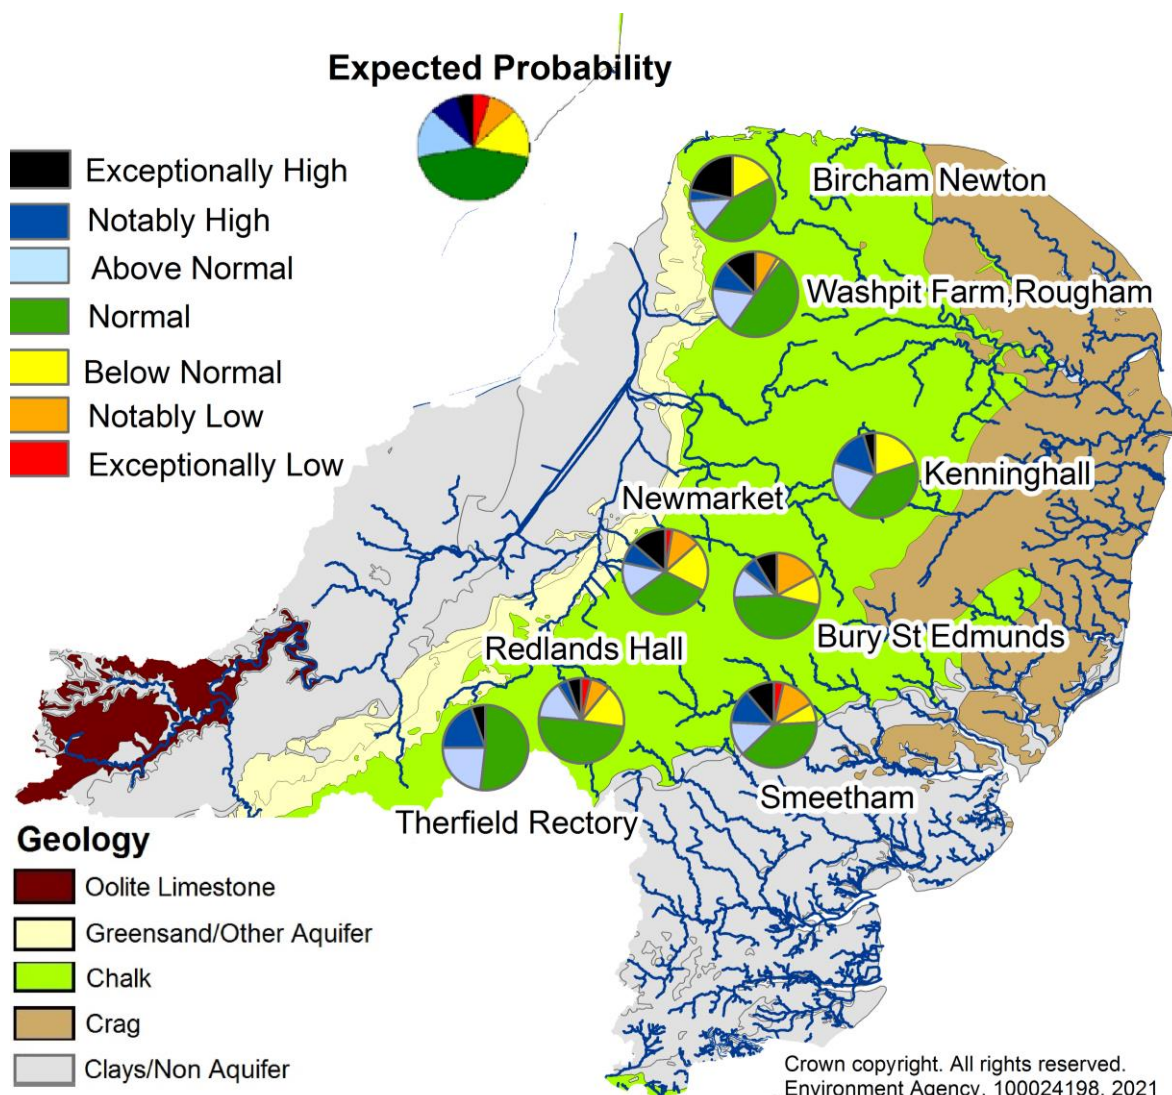 Expected Probability
Exceptionally High
Notably High
Above Normal
Normal
Below Normal
Notably Low
Exceptionally Low
Bircham Newton
Washpit Farm,Rougham
Kenninghall
Newmarket
Bury St Edmunds
Redlands Hall
Smeetham
Therfield Rectory
Geology
Oolite Limestone
Greensand/Other Aquifer
Chalk
Crag
Clays/Non Aquifer
Crown copyright. All rights reserved.
Environment Agency, 100024198, 2021